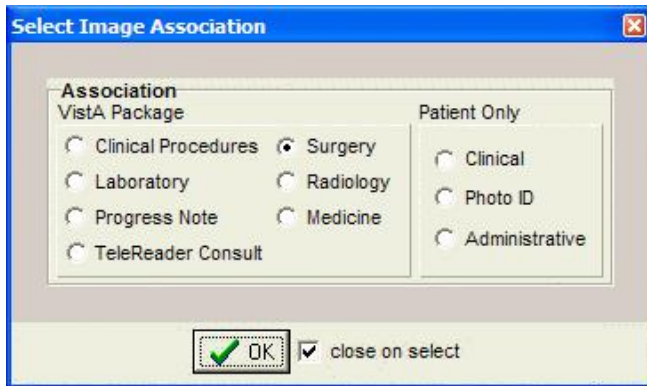 Select Image Association
Association
VistA Package
Patient Only
Clinical Procedures
Surgery
Laboratory
Radiology
Progress Note
Medicine
TeleReader Consult
Clinical
Photo ID
Administrative
OK
close on select